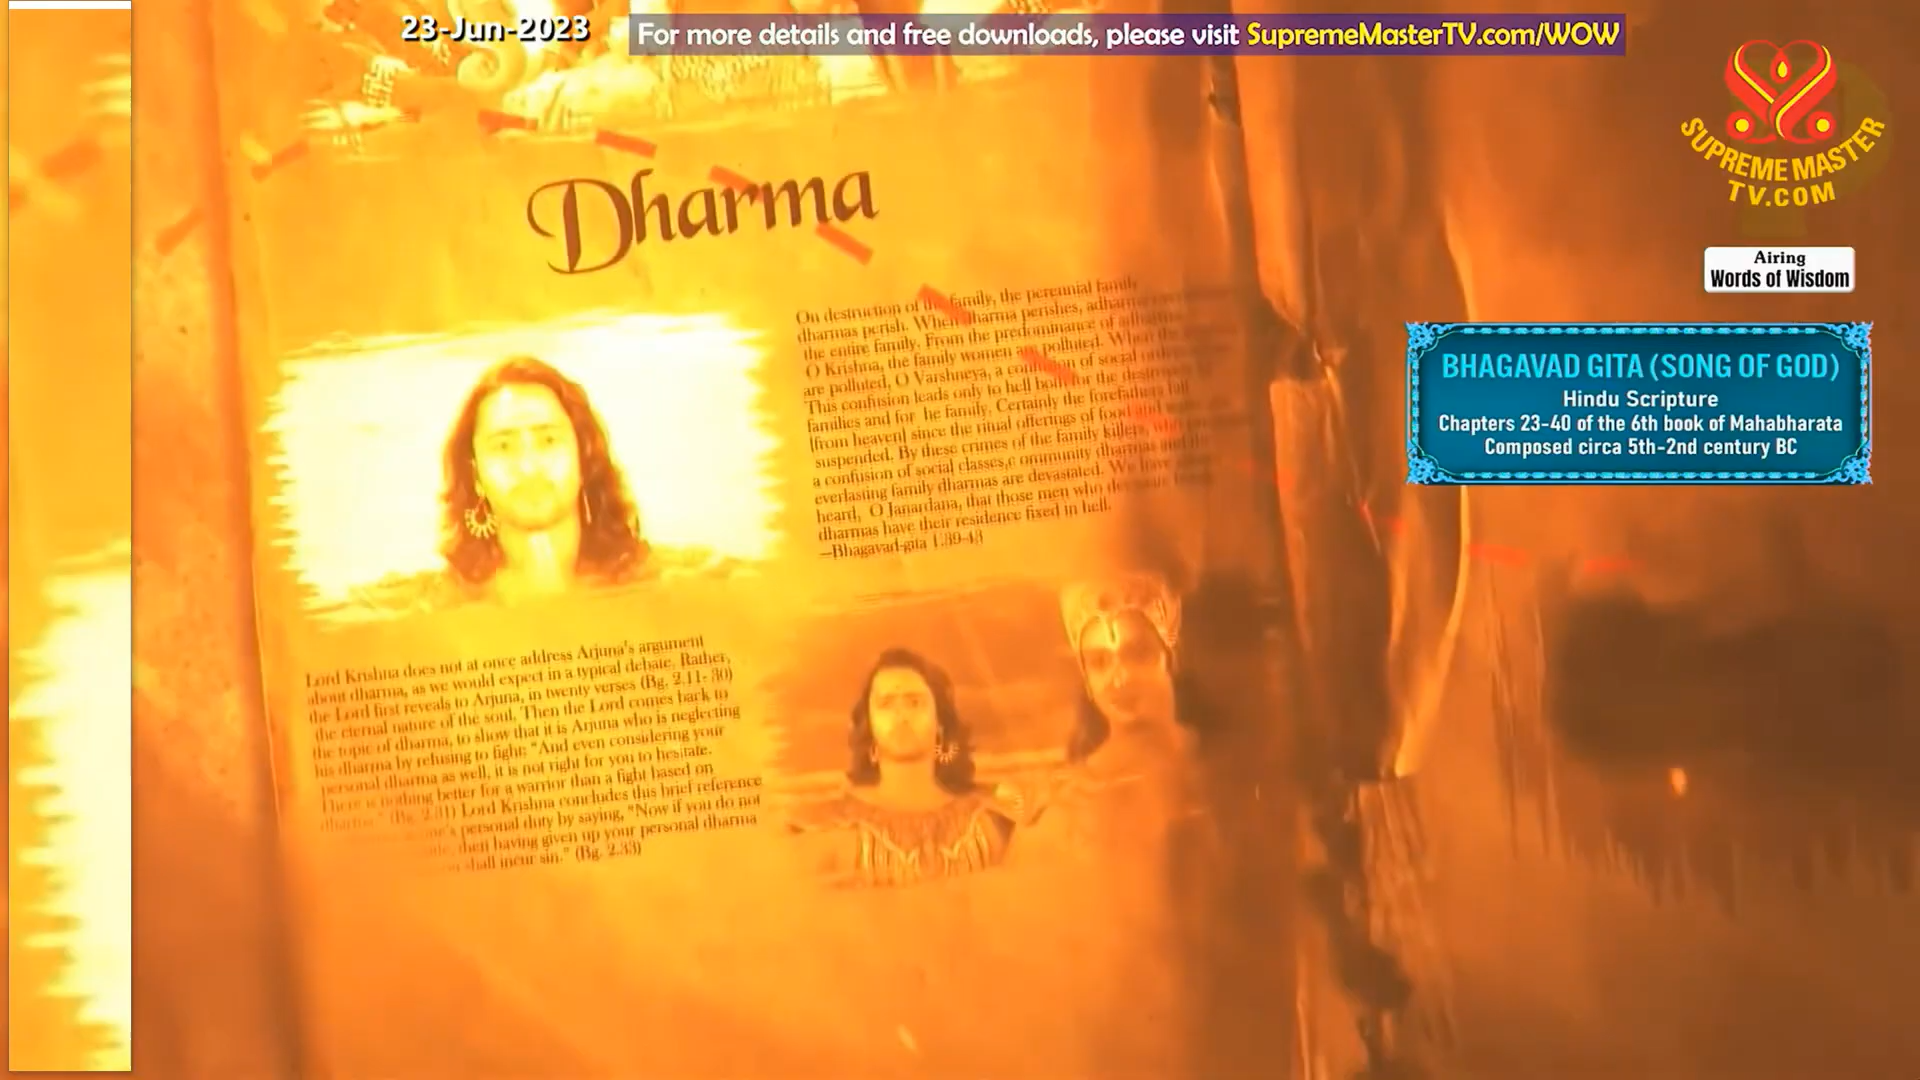 23-Jun-2023
For more details and free downloads, please visit SupremeMasterTV.com/WOW
SUPREME MASTER
TV.COM
Airing
Words of Wisdom
BHAGAVAD GITA (SONG OF GOD)
Hindu Scripture
Chapters 23-40 of the 6th book of Mahabharata
Composed circa 5th-2nd century BC
Dharma
On destruction of the family, the perennial family
dharmas perish. When dharma perishes, adharma
the entire family. From the predominance of adharma
O Krishna, the family women are polluted. When
are polluted, O Varshneya, a confusion of social
This confusion leads only to hell both for the
families and for he family. Certainly the forefathers fall
[from heaven] since the ritual offerings of food
suspended. By these crimes of the family killers,
a confusion of social classes,c ommunity dharmas and
everlasting family dharmas are devastated. We have
heard, O Janardana, that those men who
dharmas have their residence fixed in hell.
—Bhagavad-gita 1.39-43
Lord Krishna does not at once address Arjuna's argument
about dharma, as we would expect in a typical debate. Rather,
the Lord first reveals to Arjuna, in twenty verses (Bg. 2.11- 30)
the eternal nature of the soul. Then the Lord comes back to
the topic of dharma, to show that it is Arjuna who is neglecting
his dharma by refusing to fight: "And even considering your
personal dharma as well, it is not right for you to hesitate.
There is nothing better for a warrior than a fight based on
dharma." (Bg. 2.31) Lord Krishna concludes this brief reference
personal duty by saying, "Now if you do not
then having given up your personal dharma
shall incur sin." (Bg. 2.33)